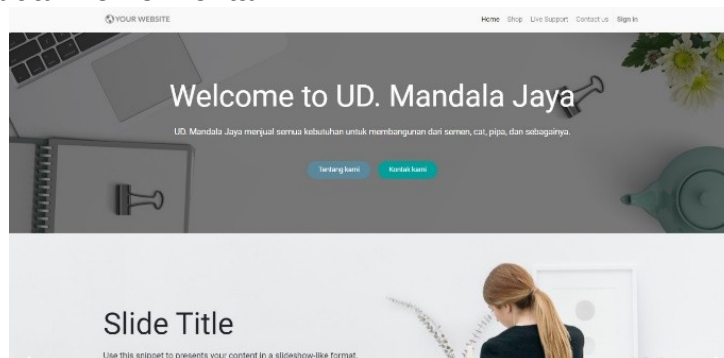 YOUR WEBSITE
Home Shop Live Support Contact us Sign in
Welcome to UD. Mandala Jaya
UD. Mandala Jaya menjual semua kebutuhan untuk membangunan dari semen, cat, pipa, dan sebagainya.
Tentang kami Kontak kami
Slide Title
Use this snippet to presents your content in a slideshow-like format.